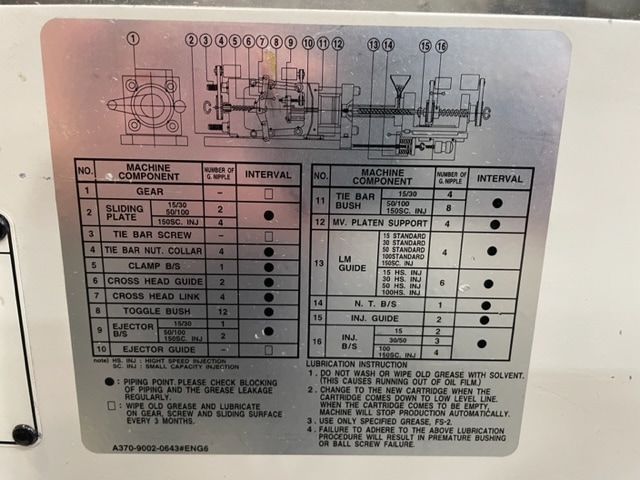 1 2 3 4 5 6 7 8 9 10 11 12 13 14 15 16
NO. MACHINE COMPONENT NUMBER OF G. NIPPLE INTERVAL
1 GEAR – □
2 SLIDING PLATE 15/30 50/100 2 ●
150SC. INJ 4
3 TIE BAR SCREW – □
4 TIE BAR NUT. COLLAR 4 ●
5 CLAMP B/S 1 ●
6 CROSS HEAD GUIDE 2 ●
7 CROSS HEAD LINK 4 ●
8 TOGGLE BUSH 12 ●
9 EJECTOR B/S 15/30 1 ●
50/100 150SC. INJ 2
10 EJECTOR GUIDE – □
note) HS. INJ : HIGHT SPEED INJECTION
SC. INJ : SMALL CAPACITY INJECTION
● : PIPING POINT. PLEASE CHECK BLOCKING
OF PIPING AND THE GREASE LEAKAGE
REGULARLY.
□ : WIPE OLD GREASE AND LUBRICATE
ON GEAR, SCREW AND SLIDING SURFACE
EVERY 3 MONTHS.
A370-9002-0643#ENG6
NO. MACHINE COMPONENT NUMBER OF G. NIPPLE INTERVAL
11 TIE BAR BUSH 15/30 4 ●
50/100 150SC. INJ 8
12 MV. PLATEN SUPPORT 4 ●
13 LM GUIDE 15 STANDARD 4 ●
30 STANDARD
50 STANDARD
100STANDARD
150SC. INJ
15 HS. INJ 6 ●
30 HS. INJ
50 HS. INJ
100HS. INJ
14 N. T. B/S 1 ●
15 INJ. GUIDE 2 ●
16 INJ. B/S 15 2 ●
30/50 3
100 150SC. INJ 4
LUBRICATION INSTRUCTION
1. DO NOT WASH OR WIPE OLD GREASE WITH SOLVENT.
(THIS CAUSES RUNNING OUT OF OIL FILM.)
2. CHANGE TO THE NEW CARTRIDGE WHEN THE
CARTRIDGE COMES DOWN TO LOW LEVEL LINE.
WHEN THE CARTRIDGE COMES TO BE EMPTY,
MACHINE WILL STOP PRODUCTION AUTOMATICALLY.
3. USE ONLY SPECIFIED GREASE, FS-2.
4. FAILURE TO ADHERE TO THE ABOVE LUBRICATION
PROCEDURE WILL RESULT IN PREMATURE BUSHING
OR BALL SCREW FAILURE.